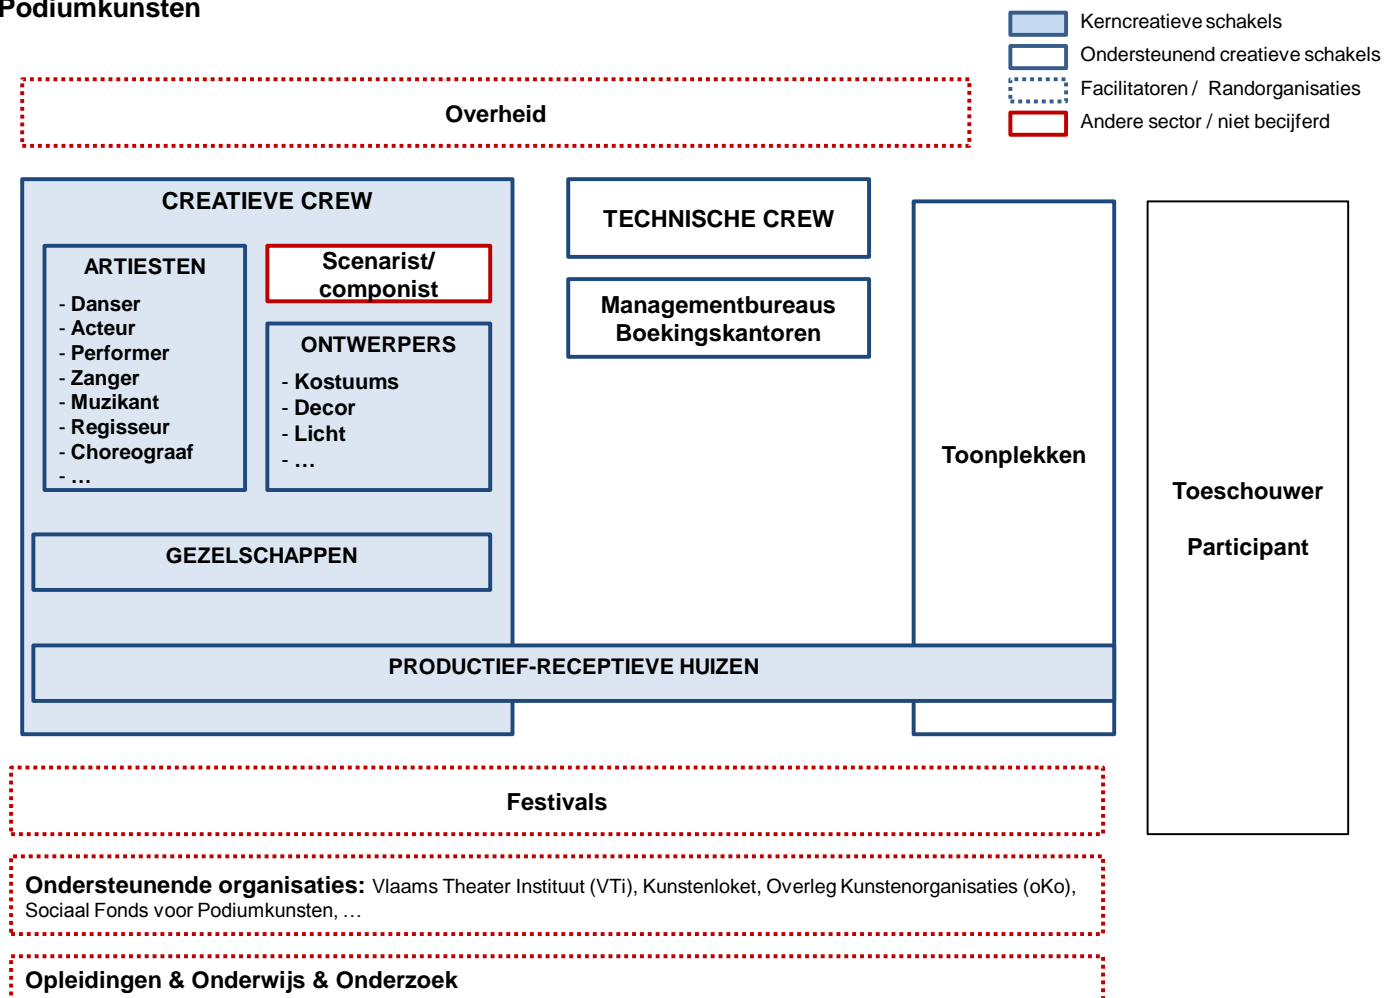 Podiumkunsten
Kerncreatieve schakels
Ondersteunend creatieve schakels
Facilitatoren / Randorganisaties
Andere sector / niet becijferd
Overheid
CREATIEVE CREW
ARTIESTEN
- Danser
- Acteur
- Performer
- Zanger
- Muzikant
- Regisseur
- Choreograaf
- …
Scenarist/
componist
ONTWERPERS
- Kostuums
- Decor
- Licht
- …
GEZELSCHAPPEN
TECHNISCHE CREW
Managementbureaus
Boekingskantoren
Toonplekken
Toeschouwer
Participant
PRODUCTIEF-RECEPTIEVE HUIZEN
Festivals
Ondersteunende organisaties: Vlaams Theater Instituut (VTi), Kunstenloket, Overleg Kunstenorganisaties (oKo),
Sociaal Fonds voor Podiumkunsten, …
Opleidingen & Onderwijs & Onderzoek